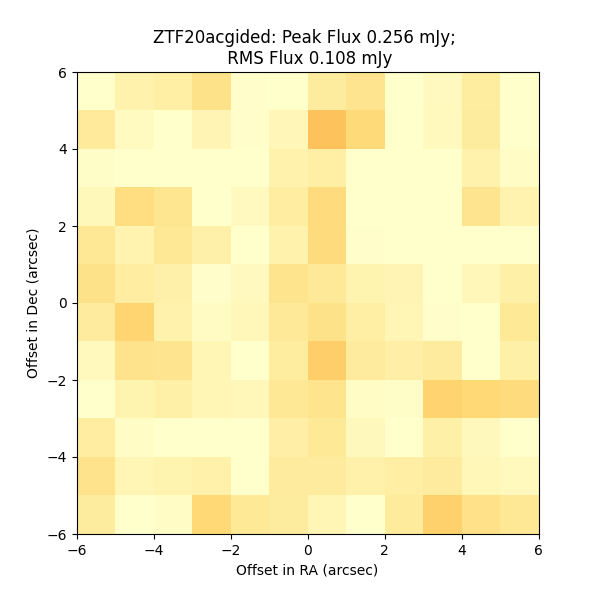 ZTF20acgided: Peak Flux 0.256 mJy;
RMS Flux 0.108 mJy
6
4
2
0
−2
−4
−6
Offset in Dec (arcsec)
−6 −4 −2 0 2 4 6
Offset in RA (arcsec)